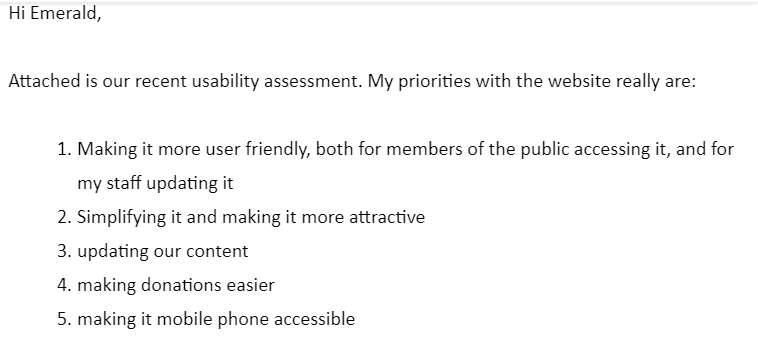 Hi Emerald,
Attached is our recent usability assessment. My priorities with the website really are:
1. Making it more user friendly, both for members of the public accessing it, and for
my staff updating it
2. Simplifying it and making it more attractive
3. updating our content
4. making donations easier
5. making it mobile phone accessible